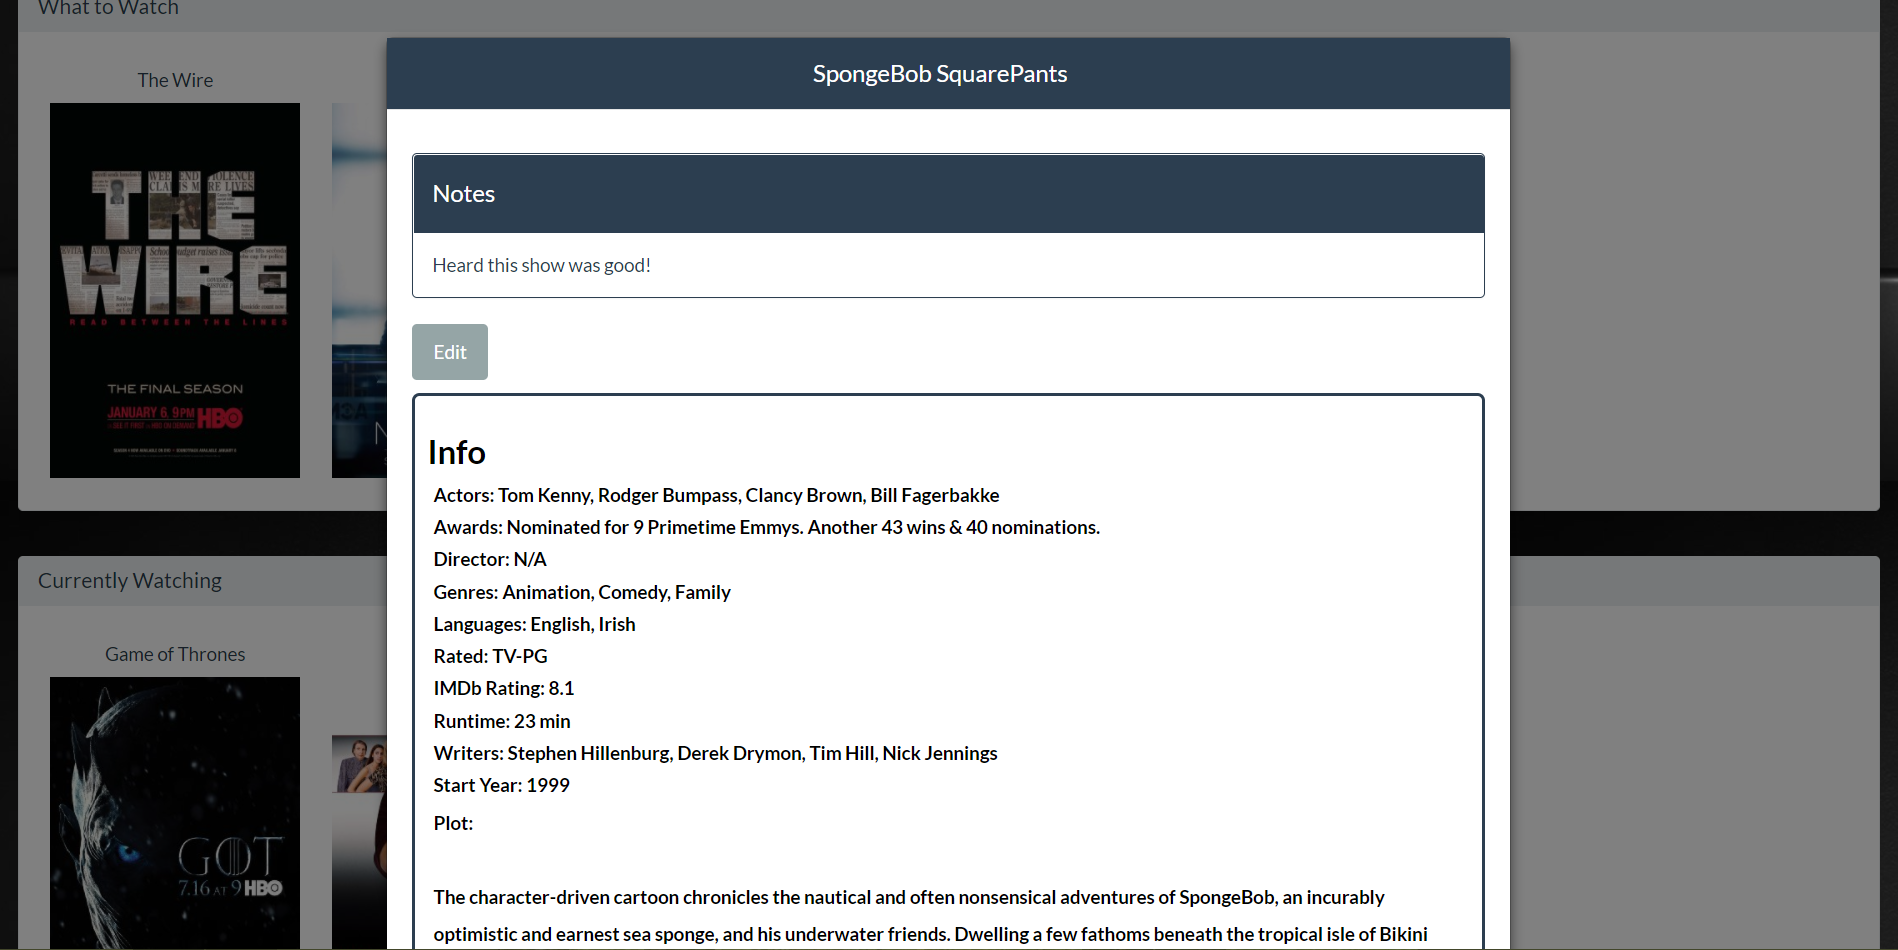 What to Watch
The Wire
THE
WIRE
READ BETWEEN THE LINES
THE FINAL SEASON
JANUARY 6, 9PM HBO
SpongeBob SquarePants
Notes
Heard this show was good!
Edit
Info
Actors: Tom Kenny, Rodger Bumpass, Clancy Brown, Bill Fagerbakke
Awards: Nominated for 9 Primetime Emmys. Another 43 wins & 40 nominations.
Director: N/A
Genres: Animation, Comedy, Family
Languages: English, Irish
Rated: TV-PG
IMDb Rating: 8.1
Runtime: 23 min
Writers: Stephen Hillenburg, Derek Drymon, Tim Hill, Nick Jennings
Start Year: 1999
Plot:
The character-driven cartoon chronicles the nautical and often nonsensical adventures of SpongeBob, an incurably
optimistic and earnest sea sponge, and his underwater friends. Dwelling a few fathoms beneath the tropical isle of Bikini
Currently Watching
Game of Thrones
GOT
7.16 AT 9 HBO